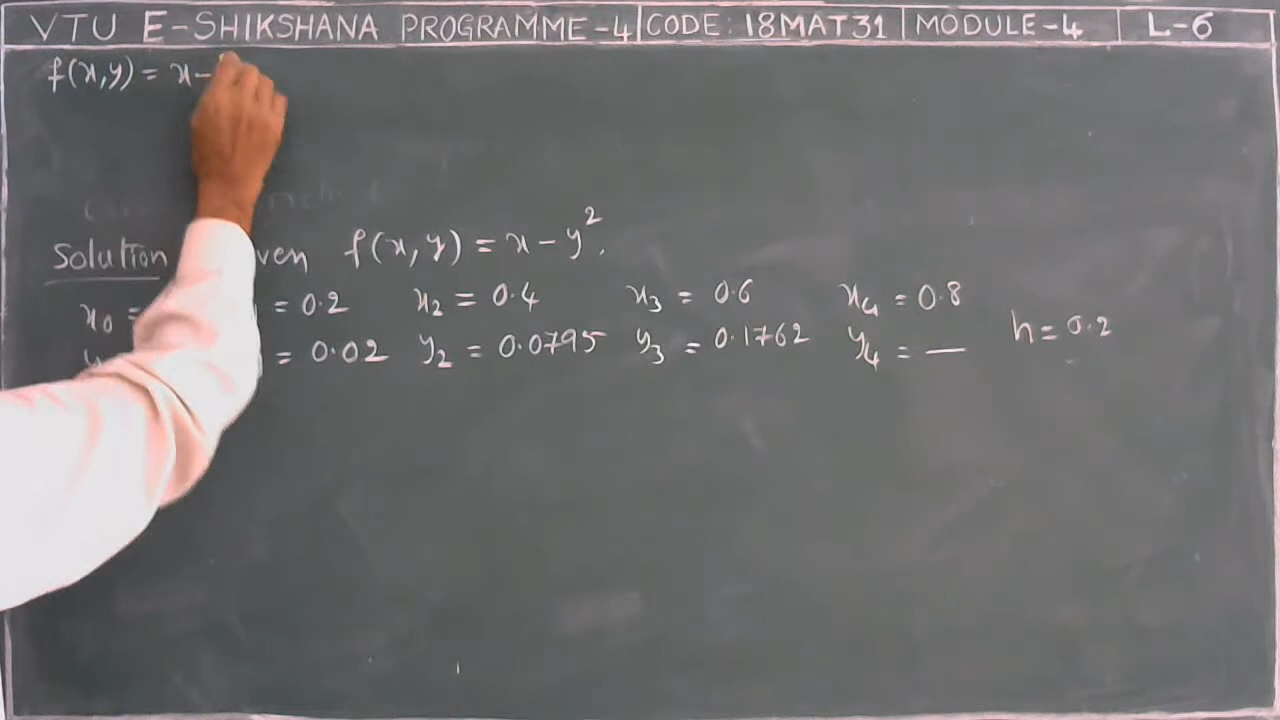 VTU E-SHIKSHANA PROGRAMME-4 | CODE: 18MAT31 | MODULE-4 | L-6
f(x,y) = x-
Solution ven f(x,y) = x - y².
x₀ = = 0.2 x₂ = 0.4 x₃ = 0.6 x₄ = 0.8
= 0.02 y₂ = 0.0795 y₃ = 0.1762 y₄ = — h = 0.2